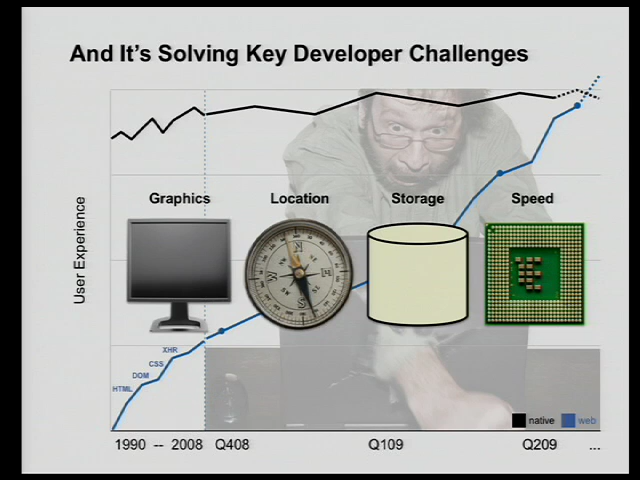 And It's Solving Key Developer Challenges
Graphics
Location
Storage
Speed
User Experience
XHR
CSS
DOM
HTML
native
web
1990 -- 2008 Q408 Q109 Q209 ...